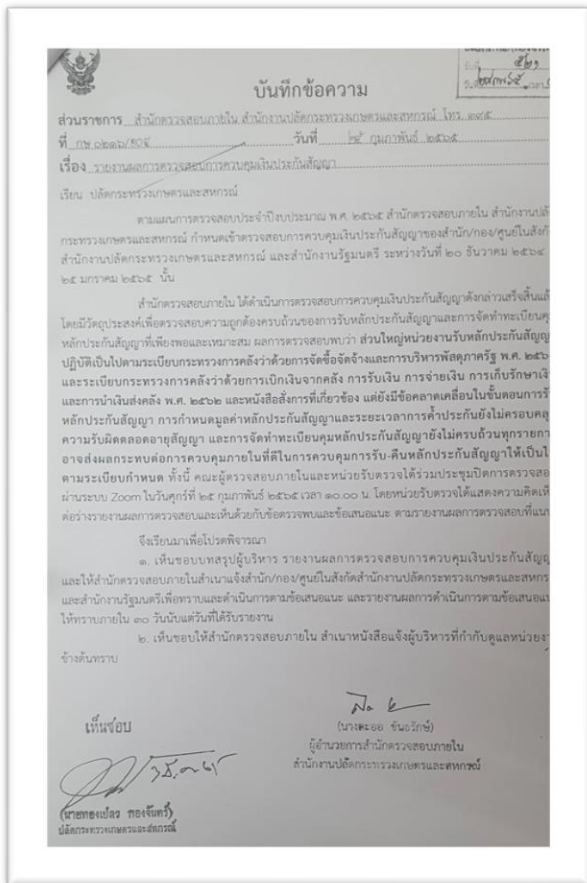 บันทึกข้อความ
ส่วนราชการ สำนักตรวจสอบภายใน สำนักงานปลัดกระทรวงเกษตรและสหกรณ์ โทร. ๓๙๕
ที่ กษ ๐๒๑๖/ วันที่ กุมภาพันธ์ ๒๕๖๕
เรื่อง รายงานผลการตรวจสอบการควบคุมเงินประกันสัญญา
เรียน ปลัดกระทรวงเกษตรและสหกรณ์
ตามแผนการตรวจสอบประจำปีงบประมาณ พ.ศ. ๒๕๖๕ สำนักตรวจสอบภายใน สำนักงานปลั
กระทรวงเกษตรและสหกรณ์ กำหนดเข้าตรวจสอบการควบคุมเงินประกันสัญญาของสำนัก/กอง/ศูนย์ในสังกั
สำนักงานปลัดกระทรวงเกษตรและสหกรณ์ และสำนักงานรัฐมนตรี ระหว่างวันที่ ๒๐ ธันวาคม ๒๕๖๔
๒๕ มกราคม ๒๕๖๕ นั้น
สำนักตรวจสอบภายใน ได้ดำเนินการตรวจสอบการควบคุมเงินประกันสัญญาดังกล่าวเสร็จสิ้นแล้
โดยมีวัตถุประสงค์เพื่อตรวจสอบความถูกต้องครบถ้วนของการรับหลักประกันสัญญาและการจัดทำทะเบียนคุ
หลักประกันสัญญาที่เพียงพอและเหมาะสม ผลการตรวจสอบพบว่า ส่วนใหญ่หน่วยงานรับหลักประกันสัญญ
ปฏิบัติเป็นไปตามระเบียบกระทรวงการคลังว่าด้วยการจัดซื้อจัดจ้างและการบริหารพัสดุภาครัฐ พ.ศ. ๒๕๖
และระเบียบกระทรวงการคลังว่าด้วยการเบิกเงินจากคลัง การรับเงิน การจ่ายเงิน การเก็บรักษาเงิ
และการนำเงินส่งคลัง พ.ศ. ๒๕๖๒ และหนังสือสั่งการที่เกี่ยวข้อง แต่ยังมีข้อคลาดเคลื่อนในขั้นตอนการรั
หลักประกันสัญญา การกำหนดมูลค่าหลักประกันสัญญาและระยะเวลาการค้ำประกันยังไม่ครอบคลุ
ความรับผิดตลอดอายุสัญญา และการจัดทำทะเบียนคุมหลักประกันสัญญายังไม่ครบถ้วนทุกรายกา
อาจส่งผลกระทบต่อการควบคุมภายในที่ดีในการควบคุมการรับ-คืนหลักประกันสัญญาให้เป็นไ
ตามระเบียบกำหนด ทั้งนี้ คณะผู้ตรวจสอบภายในและหน่วยรับตรวจได้ร่วมประชุมปิดการตรวจสอ
ผ่านระบบ Zoom ในวันศุกร์ที่ ๒๕ กุมภาพันธ์ ๒๕๖๕ เวลา ๑๐.๐๐ น. โดยหน่วยรับตรวจได้แสดงความคิดเห็
ต่อร่างรายงานผลการตรวจสอบและเห็นด้วยกับข้อตรวจพบและข้อเสนอแนะ ตามรายงานผลการตรวจสอบที่แน
จึงเรียนมาเพื่อโปรดพิจารณา
๑. เห็นชอบบทสรุปผู้บริหาร รายงานผลการตรวจสอบการควบคุมเงินประกันสัญญ
และให้สำนักตรวจสอบภายในสำเนาแจ้งสำนัก/กอง/ศูนย์ในสังกัดสำนักงานปลัดกระทรวงเกษตรและสหกร
และสำนักงานรัฐมนตรีเพื่อทราบและดำเนินการตามข้อเสนอแนะ และรายงานผลการดำเนินการตามข้อเสนอแน
ให้ทราบภายใน ๓๐ วันนับแต่วันที่ได้รับรายงาน
๒. เห็นชอบให้สำนักตรวจสอบภายใน สำเนาหนังสือแจ้งผู้บริหารที่กำกับดูแลหน่วยงา
ข้างต้นทราบ
(นางละออ ขันธรักษ์)
ผู้อำนวยการสำนักตรวจสอบภายใน
สำนักงานปลัดกระทรวงเกษตรและสหกรณ์
เห็นชอบ
(นายทองเปลว กองจันทร์)
ปลัดกระทรวงเกษตรและสหกรณ์